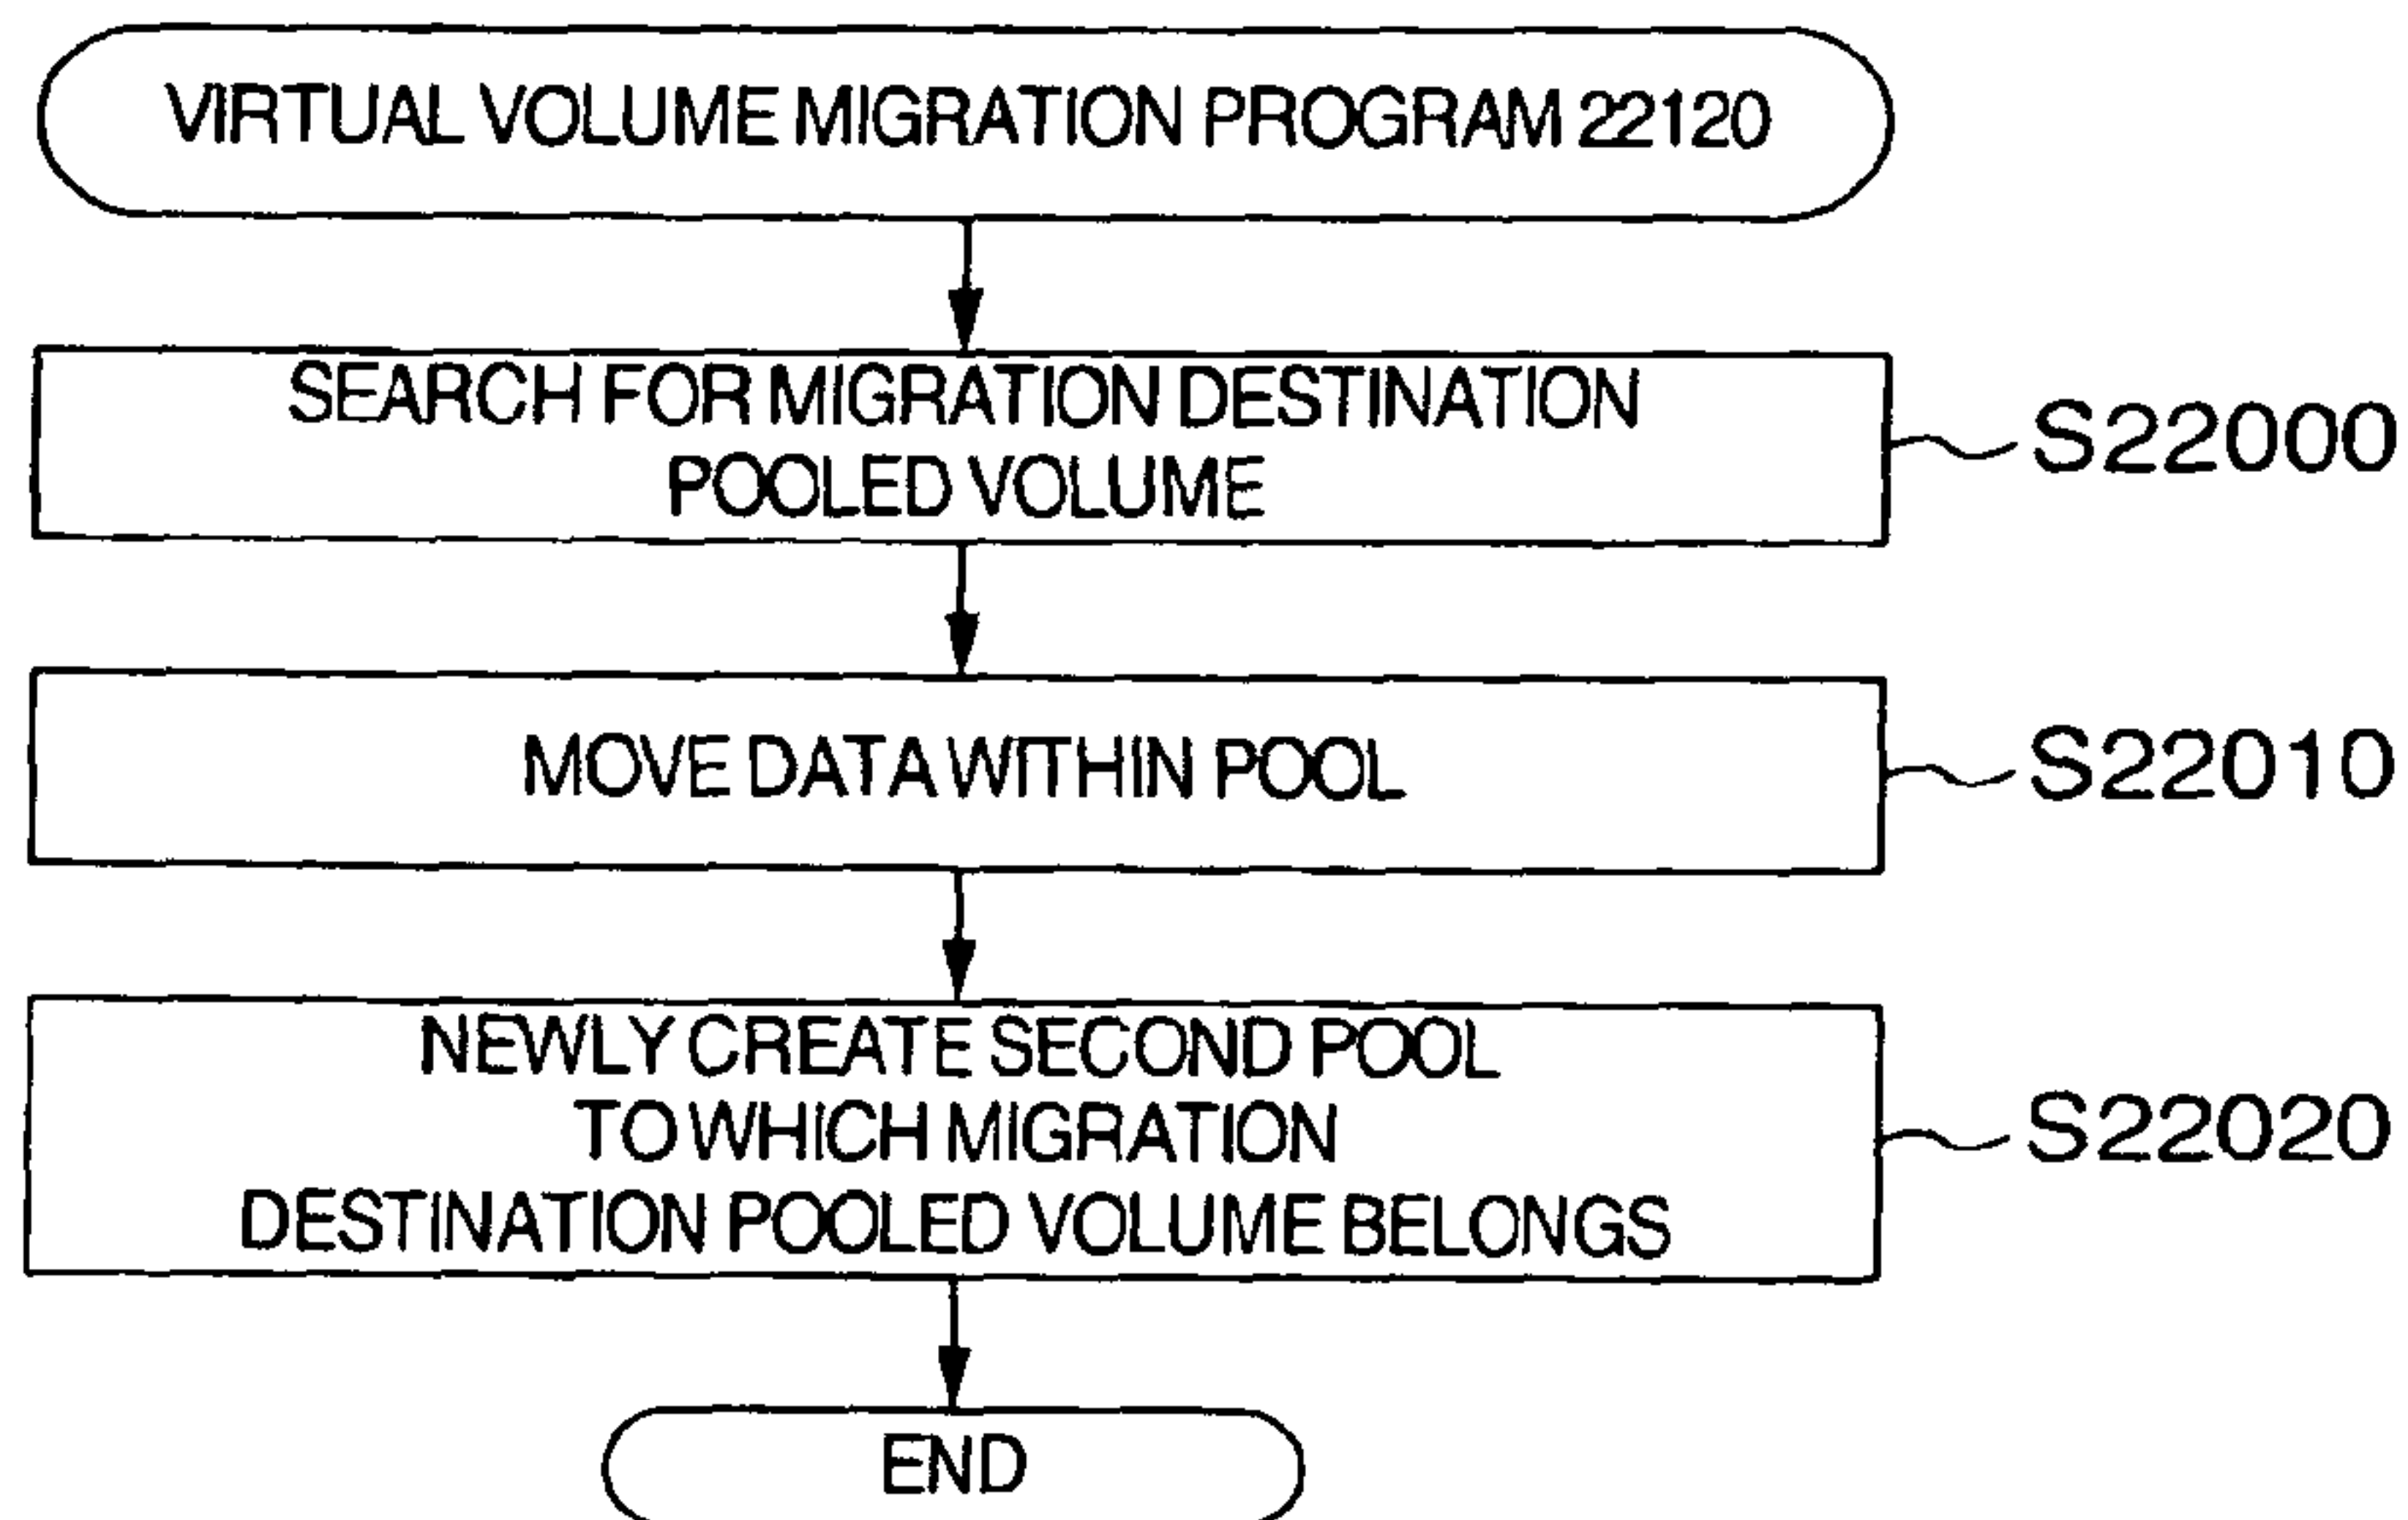 VIRTUAL VOLUME MIGRATION PROGRAM 22120
SEARCH FOR MIGRATION DESTINATION
POOLED VOLUME
S22000
MOVE DATA WITHIN POOL
S22010
NEWLY CREATE SECOND POOL
TO WHICH MIGRATION
DESTINATION POOLED VOLUME BELONGS
S22020
END